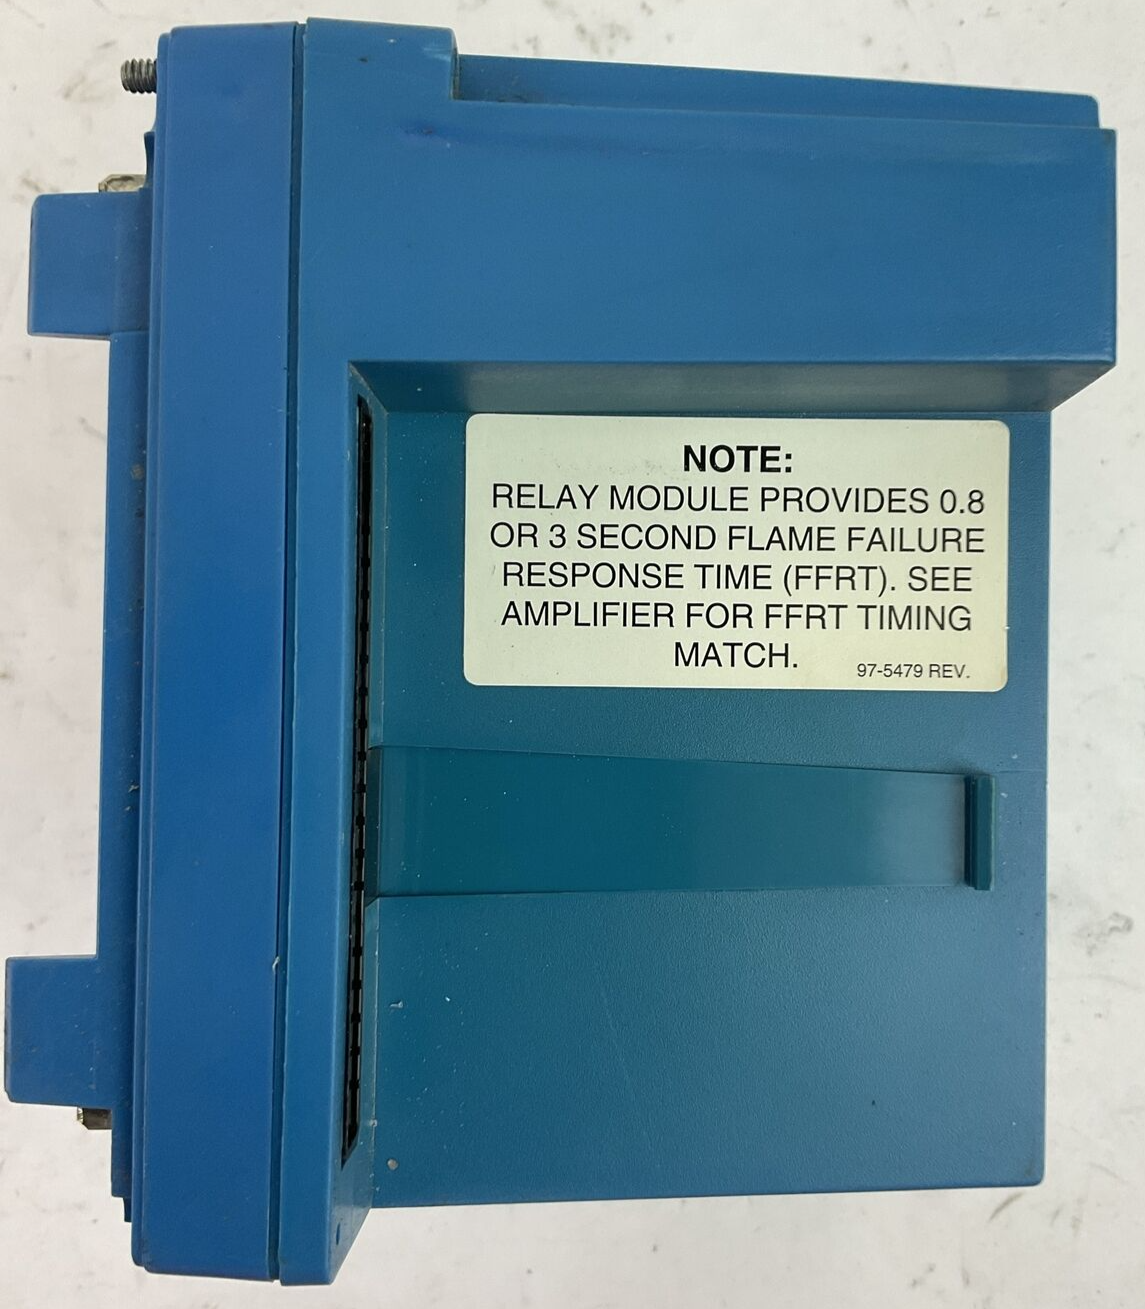 NOTE:
RELAY MODULE PROVIDES 0.8
OR 3 SECOND FLAME FAILURE
RESPONSE TIME (FFRT). SEE
AMPLIFIER FOR FFRT TIMING
MATCH.
97-5479 REV.